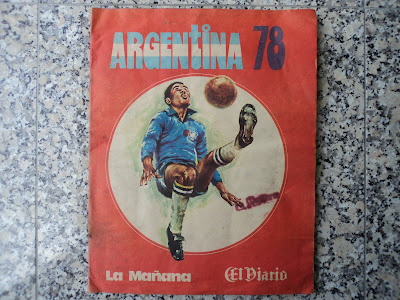 ARGENTINA 78
La Mañana
El Diario